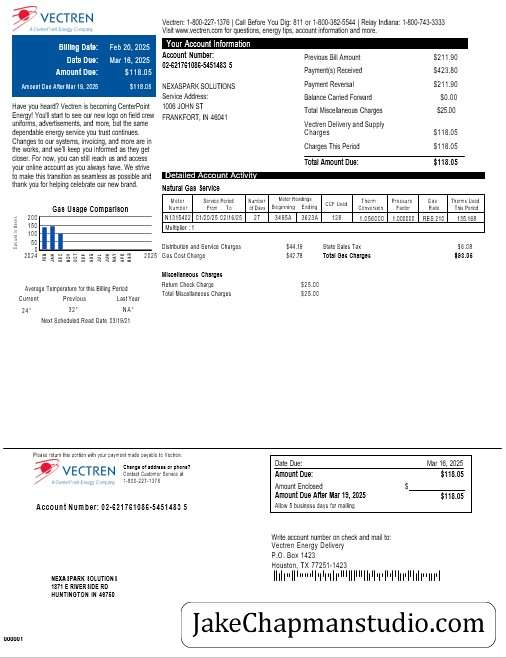 VECTREN
A CenterPoint Energy Company
Vectren: 1-800-227-1376 | Call Before You Dig: 811 or 1-800-382-5544 | Relay Indiana: 1-800-743-3333
Visit www.vectren.com for questions, energy tips, account information and more.
Billing Date: Feb 20, 2025
Date Due: Mar 16, 2025
Amount Due: $118.05
Amount Due After Mar 19, 2025 $118.05
Have you heard? Vectren is becoming CenterPoint
Energy! You'll start to see our new logo on field crew
uniforms, advertisements, and more, but the same
dependable energy service you trust continues.
Changes to our systems, invoicing, and more are in
the works, and we'll keep you informed as they get
closer. For now, you can still reach us and access
your online account as you always have. We strive
to make this transition as seamless as possible and
thank you for helping celebrate our new brand.
Your Account Information
Account Number:
02-621761086-5451483 5
NEXASPARK SOLUTIONS
Service Address:
1006 JOHN ST
FRANKFORT, IN 46041
Previous Bill Amount $211.90
Payment(s) Received $423.80
Payment Reversal $211.90
Balance Carried Forward $0.00
Total Miscellaneous Charges $25.00
Vectren Delivery and Supply
Charges $118.05
Charges This Period $118.05
Total Amount Due: $118.05
Detailed Account Activity
Natural Gas Service
Meter Number Service Period From To Number of Days Meter Readings Beginning Ending CCF Used Therm Conversion Pressure Factor Gas Rate Therms Used This Period
N1315402 01/20/25 02/16/25 27 3495A 3623A 128 1.056000 1.000000 RES 210 135.168
Multiplier : 1
Distribution and Service Charges $44.19
Gas Cost Charge $42.78
State Sales Tax $6.08
Total Gas Charges $93.06
Miscellaneous Charges
Return Check Charge $25.00
Total Miscellaneous Charges $25.00
Gas Usage Comparison
200
150
100
50
0
2024
2025
Average Temperature for this Billing Period
Current Previous Last Year
24° 32° NA°
Next Scheduled Read Date 03/19/21
Please return this portion with your payment made payable to Vectren.
VECTREN
A CenterPoint Energy Company
Change of address or phone?
Contact Customer Service at
1-800-227-1376
Account Number: 02-621761086-5451483 5
Date Due: Mar 16, 2025
Amount Due: $118.05
Amount Enclosed $
Amount Due After Mar 19, 2025 $118.05
Allow 5 business days for mailing
Write account number on check and mail to:
Vectren Energy Delivery
P.O. Box 1423
Houston, TX 77251-1423
NEXASPARK SOLUTIONS
1871 E RIVERSIDE RD
HUNTINGTON IN 46750
JakeChapmanstudio.com
000001